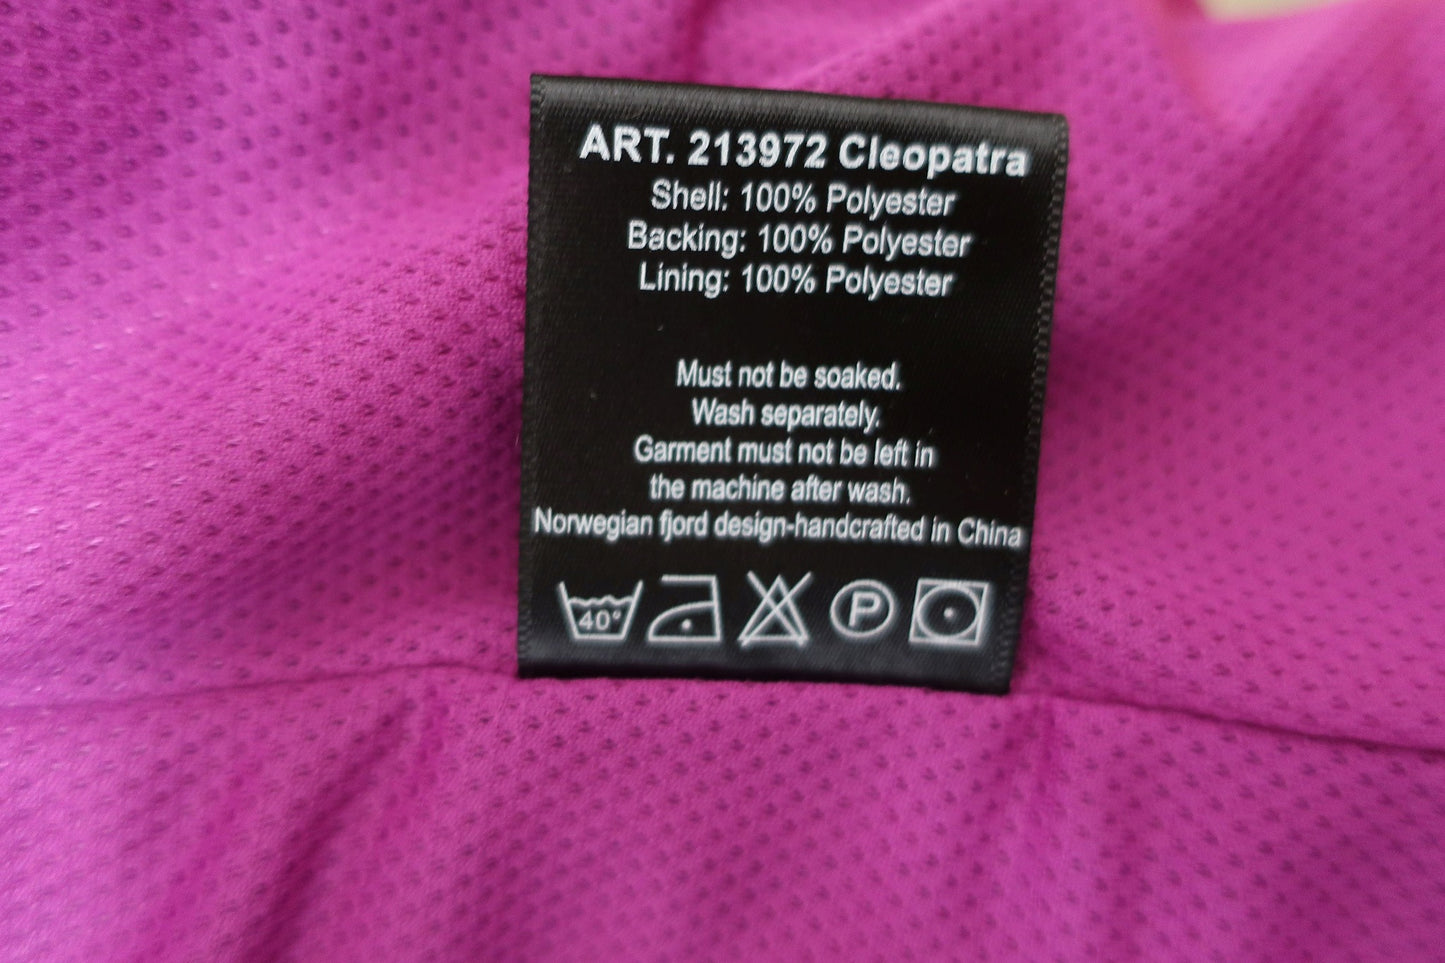 ART. 213972 Cleopatra
Shell: 100% Polyester
Backing: 100% Polyester
Lining: 100% Polyester
Must not be soaked.
Wash separately.
Garment must not be left in
the machine after wash.
Norwegian fjord design-handcrafted in China
40° P